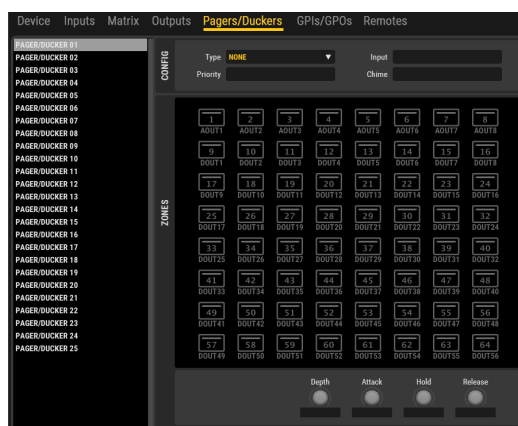 Device Inputs Matrix Outputs Pagers/Duckers GPIs/GPOs Remotes
PAGER/DUCKER 01
PAGER/DUCKER 02
PAGER/DUCKER 03
PAGER/DUCKER 04
PAGER/DUCKER 05
PAGER/DUCKER 06
PAGER/DUCKER 07
PAGER/DUCKER 08
PAGER/DUCKER 09
PAGER/DUCKER 10
PAGER/DUCKER 11
PAGER/DUCKER 12
PAGER/DUCKER 13
PAGER/DUCKER 14
PAGER/DUCKER 15
PAGER/DUCKER 16
PAGER/DUCKER 17
PAGER/DUCKER 18
PAGER/DUCKER 19
PAGER/DUCKER 20
PAGER/DUCKER 21
PAGER/DUCKER 22
PAGER/DUCKER 23
PAGER/DUCKER 24
PAGER/DUCKER 25
CONFIG
Type NONE Input
Priority Chime
ZONES
1 2 3 4 5 6 7 8
AOUT1 AOUT2 AOUT3 AOUT4 AOUT5 AOUT6 AOUT7 AOUT8
9 10 11 12 13 14 15 16
DOUT1 DOUT2 DOUT3 DOUT4 DOUT5 DOUT6 DOUT7 DOUT8
17 18 19 20 21 22 23 24
DOUT9 DOUT10 DOUT11 DOUT12 DOUT13 DOUT14 DOUT15 DOUT16
25 26 27 28 29 30 31 32
DOUT17 DOUT18 DOUT19 DOUT20 DOUT21 DOUT22 DOUT23 DOUT24
33 34 35 36 37 38 39 40
DOUT25 DOUT26 DOUT27 DOUT28 DOUT29 DOUT30 DOUT31 DOUT32
41 42 43 44 45 46 47 48
DOUT33 DOUT34 DOUT35 DOUT36 DOUT37 DOUT38 DOUT39 DOUT40
49 50 51 52 53 54 55 56
DOUT41 DOUT42 DOUT43 DOUT44 DOUT45 DOUT46 DOUT47 DOUT48
57 58 59 60 61 62 63 64
DOUT49 DOUT50 DOUT51 DOUT52 DOUT53 DOUT54 DOUT55 DOUT56
Depth Attack Hold Release